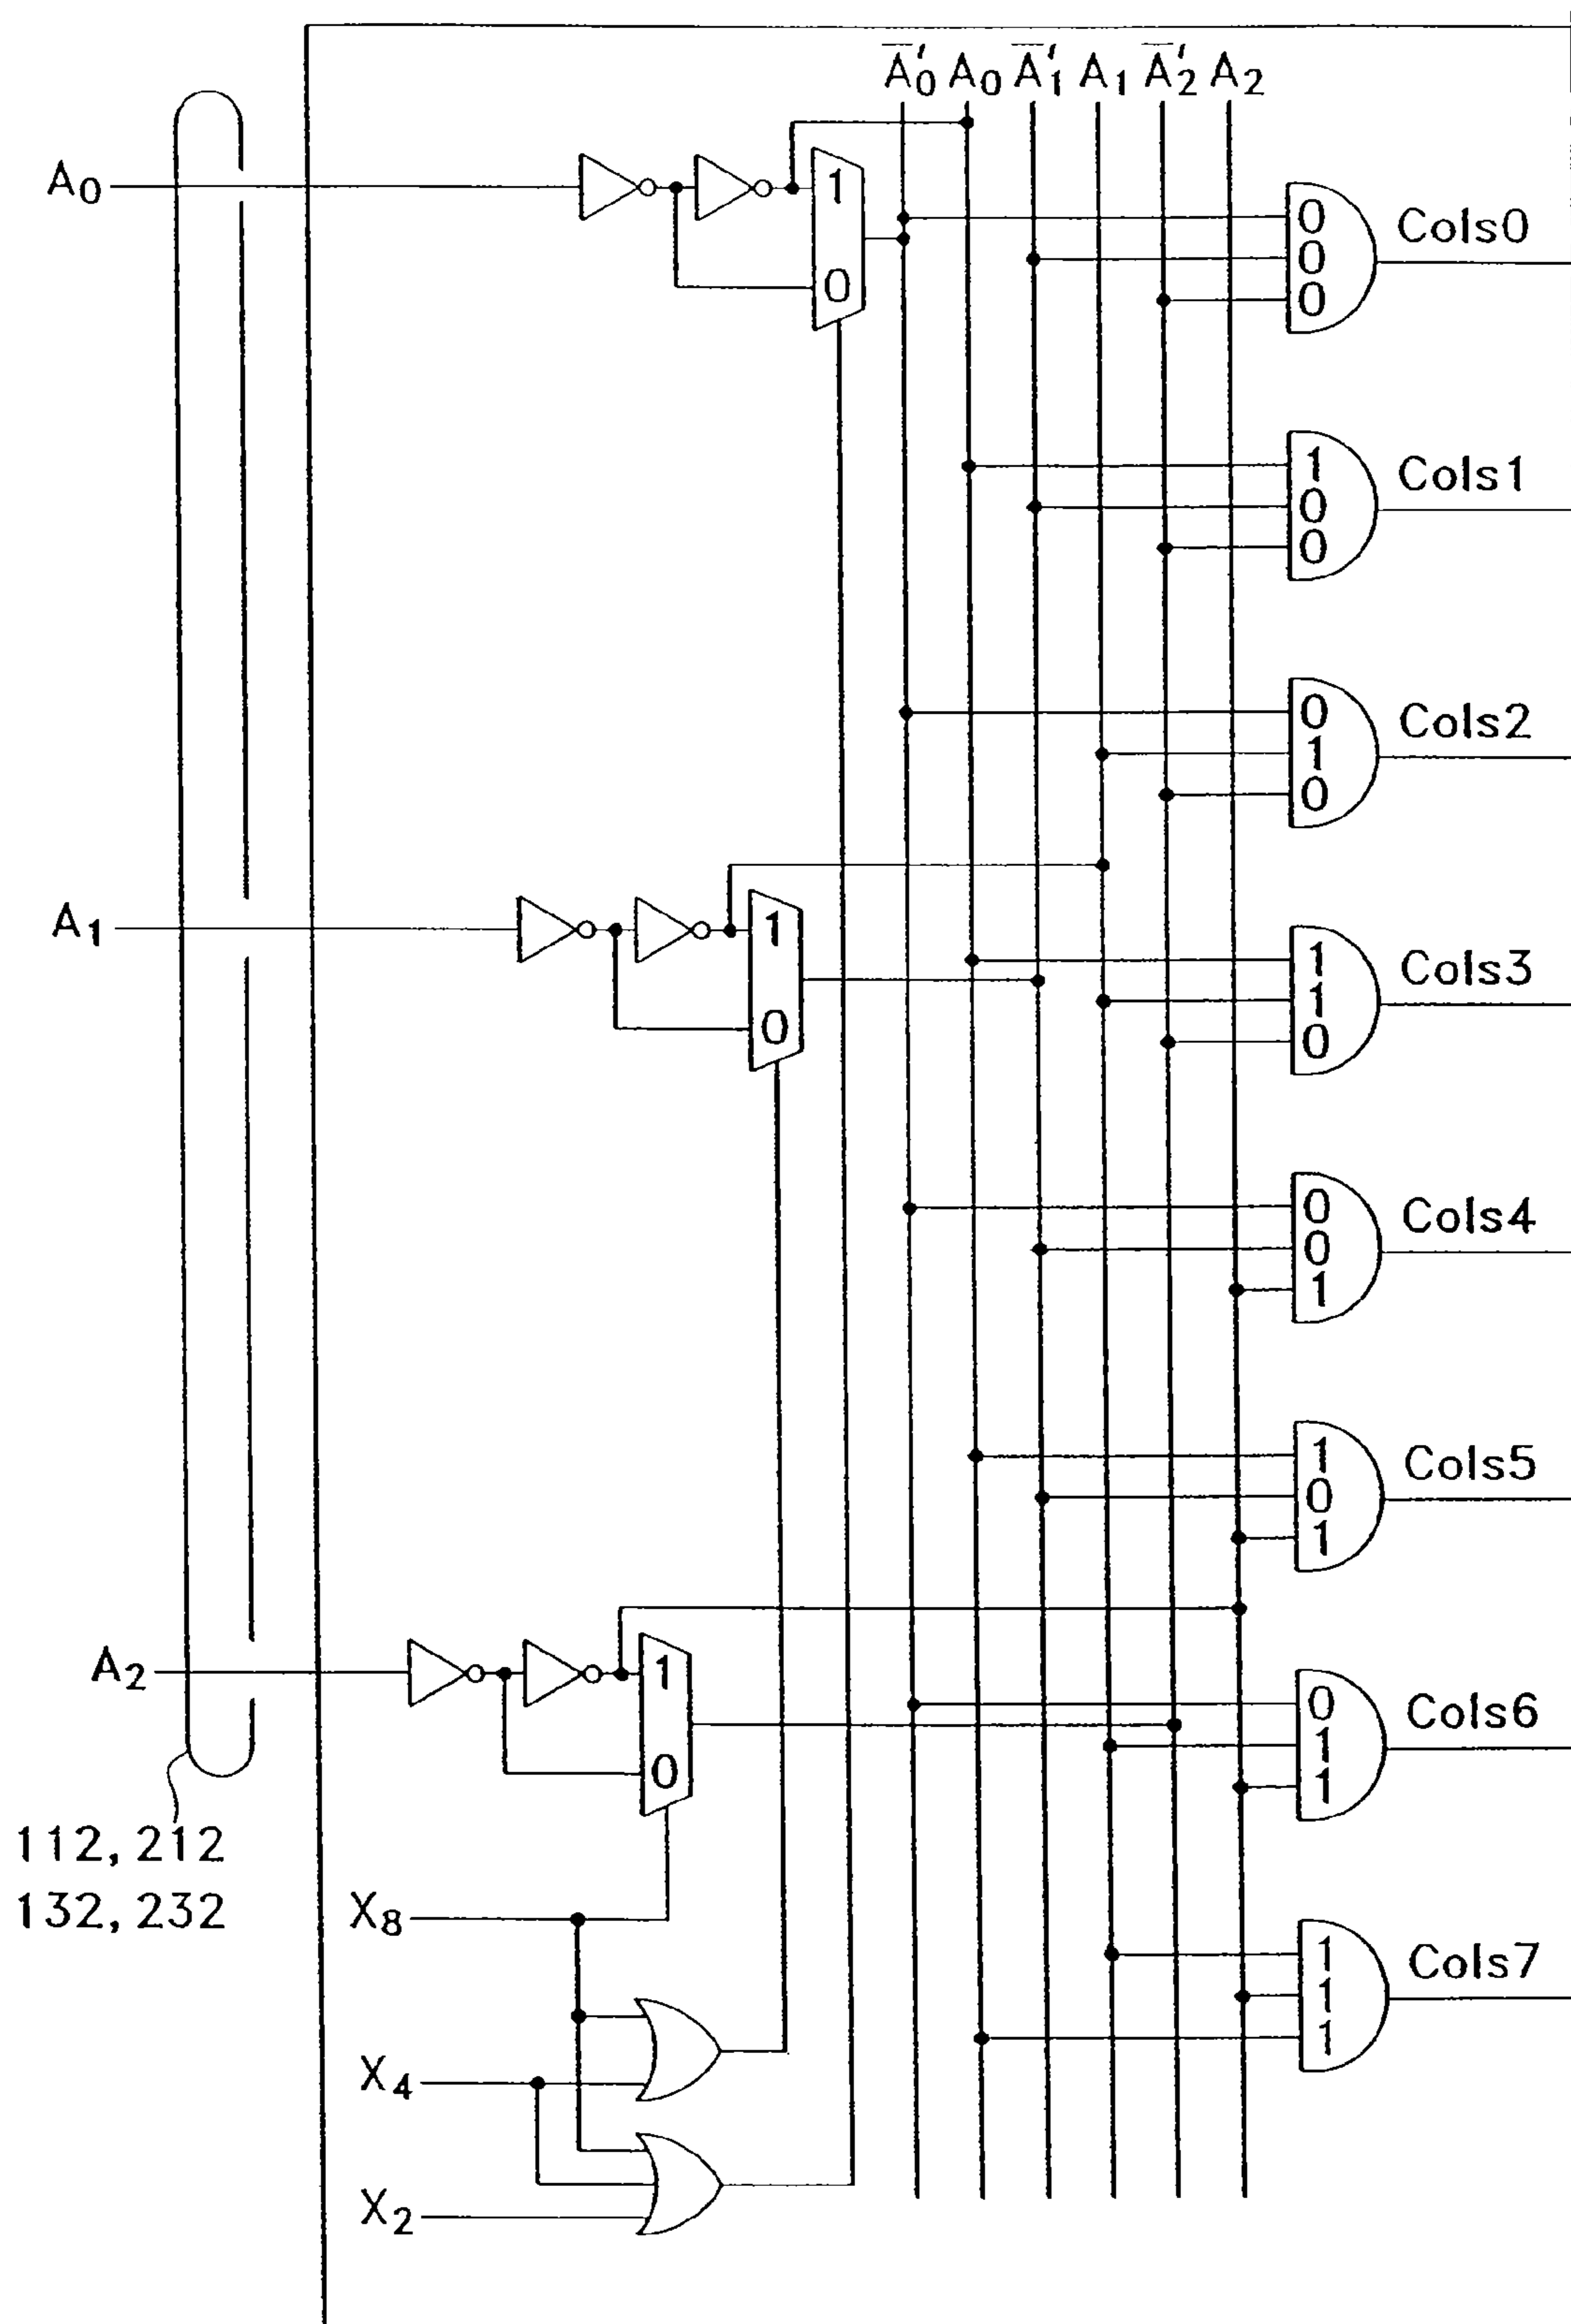 A̅'₀ A₀ A̅'₁ A₁ A̅'₂ A₂
A₀
1
0
0
0
0
Cols0
1
0
0
Cols1
0
1
0
Cols2
A₁
1
0
1
1
0
Cols3
0
0
1
Cols4
1
0
1
Cols5
A₂
1
0
0
1
1
Cols6
112, 212
132, 232
X₈
1
1
1
Cols7
X₄
X₂